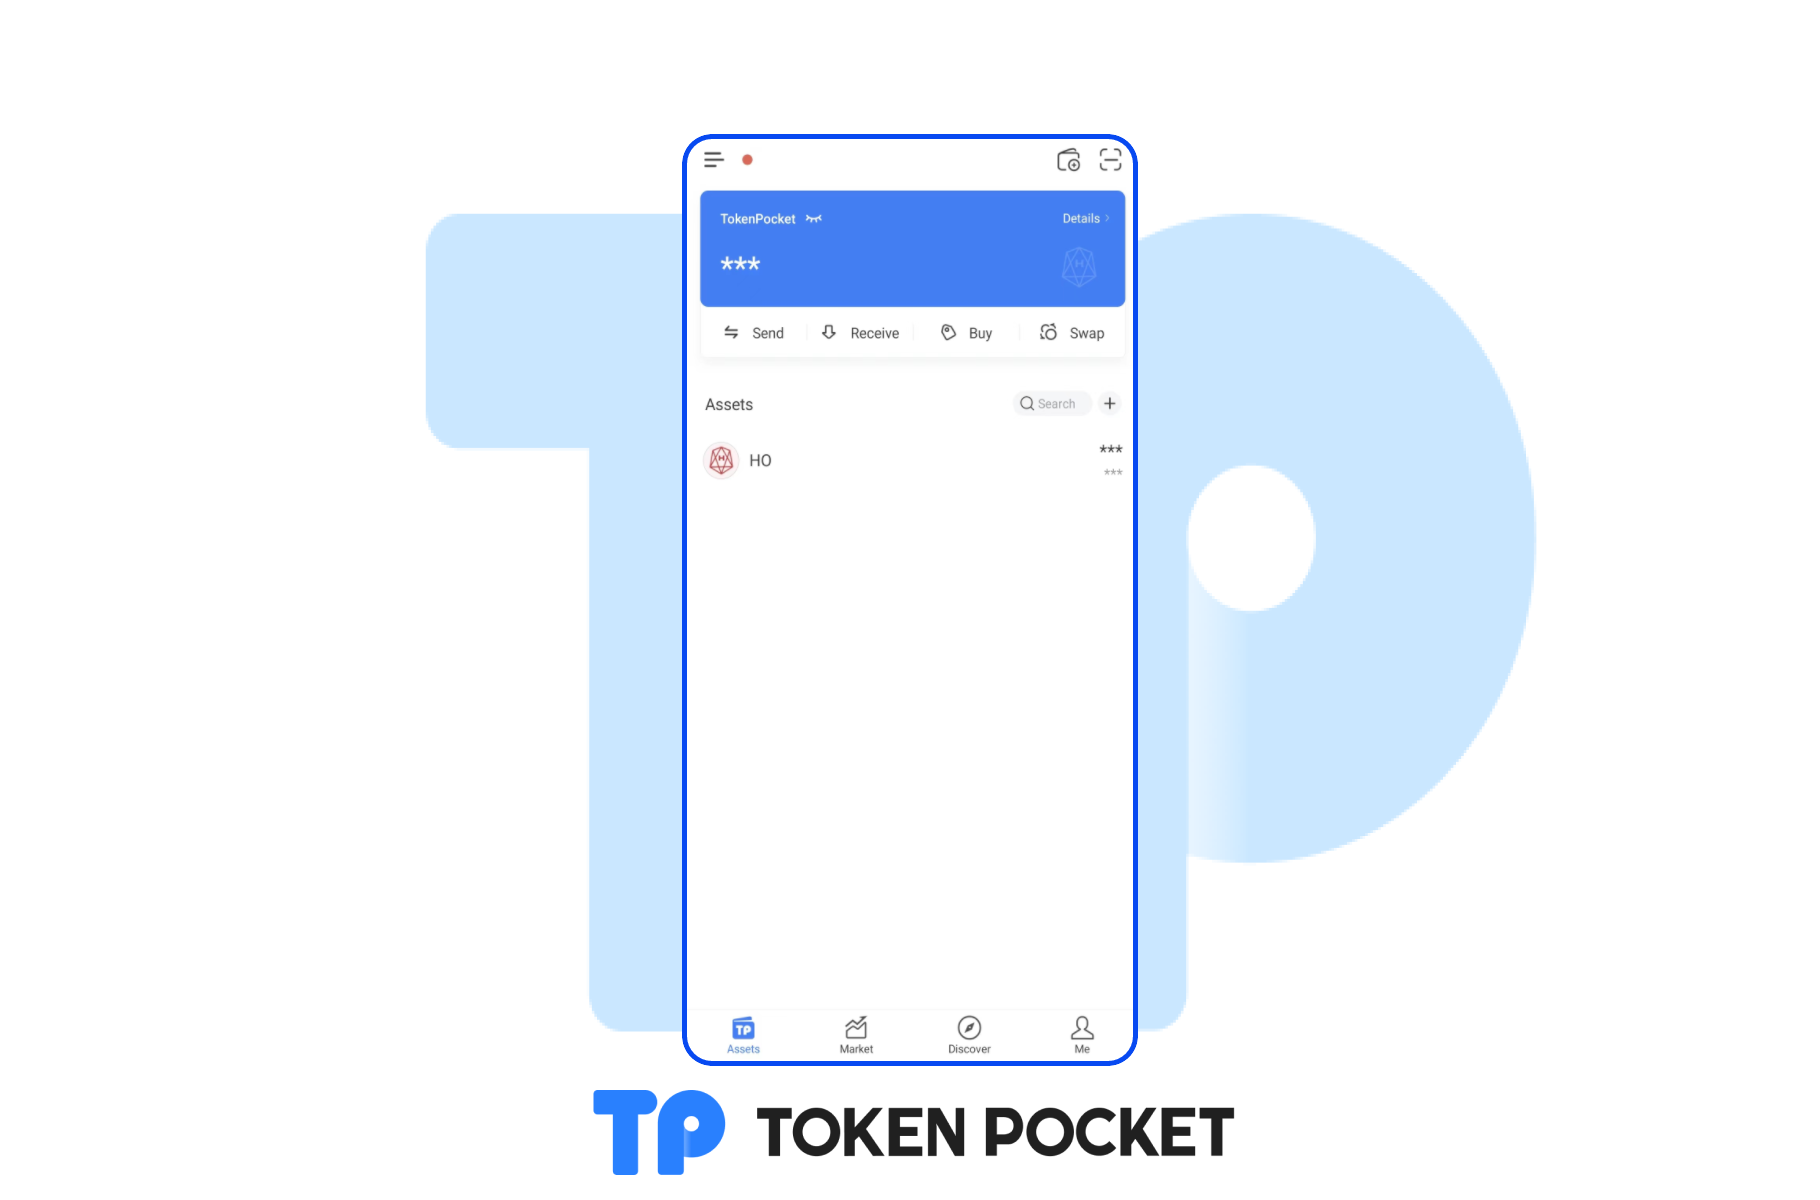 TokenPocket
Details
***
Send Receive Buy Swap
Assets
Search
HO
***
***
TP
Assets Market Discover Me
TP TOKEN POCKET